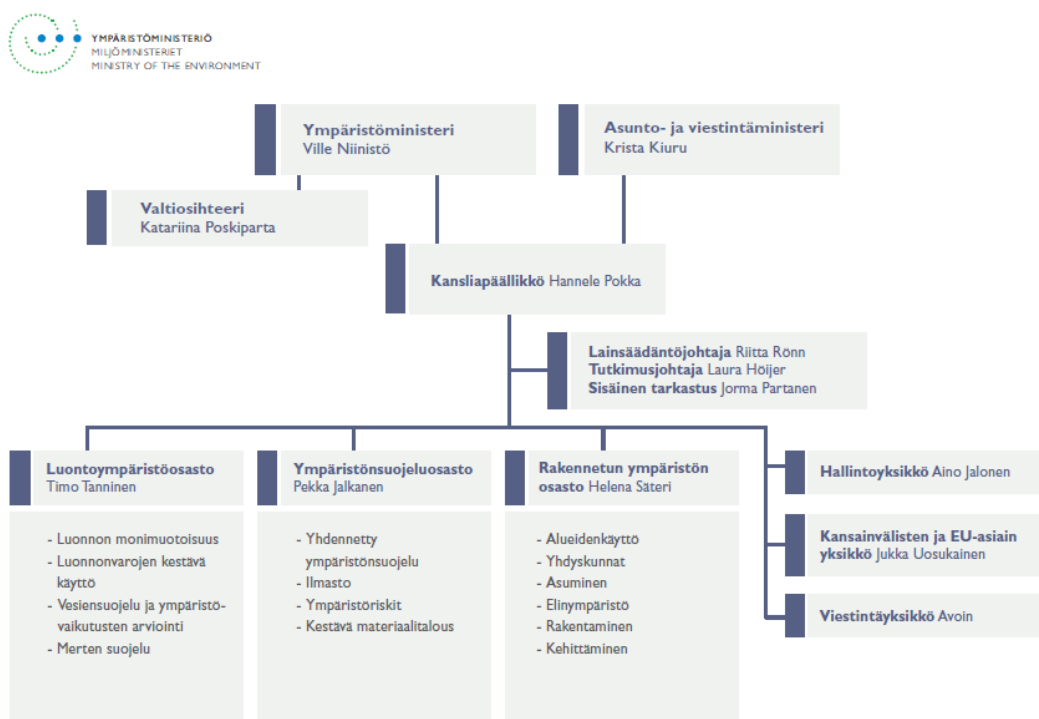 YMPÄRISTÖMINISTERIÖ
MILJÖMINISTERIET
MINISTRY OF THE ENVIRONMENT
Ympäristöministeri
Ville Niinistö
Asunto- ja viestintäministeri
Krista Kiuru
Valtiosihteeri
Katariina Poskiparta
Kansliapäällikkö Hannele Pokka
Lainsäädäntöjohtaja Riitta Rönn
Tutkimusjohtaja Laura Höijer
Sisäinen tarkastus Jorma Partanen
Luontoympäristöosasto
Timo Tanninen
- Luonnon monimuotoisuus
- Luonnonvarojen kestävä
käyttö
- Vesiensuojelu ja ympäristö-
vaikutusten arviointi
- Merten suojelu
Ympäristönsuojeluosasto
Pekka Jalkanen
- Yhdennetty
ympäristönsuojelu
- Ilmasto
- Ympäristöriskit
- Kestävä materiaalitalous
Rakennetun ympäristön
osasto Helena Säteri
- Alueidenkäyttö
- Yhdyskunnat
- Asuminen
- Elinympäristö
- Rakentaminen
- Kehittäminen
Hallintoyksikkö Aino Jalonen
Kansainvälisten ja EU-asiain
yksikkö Jukka Uosukainen
Viestintäyksikkö Avoin